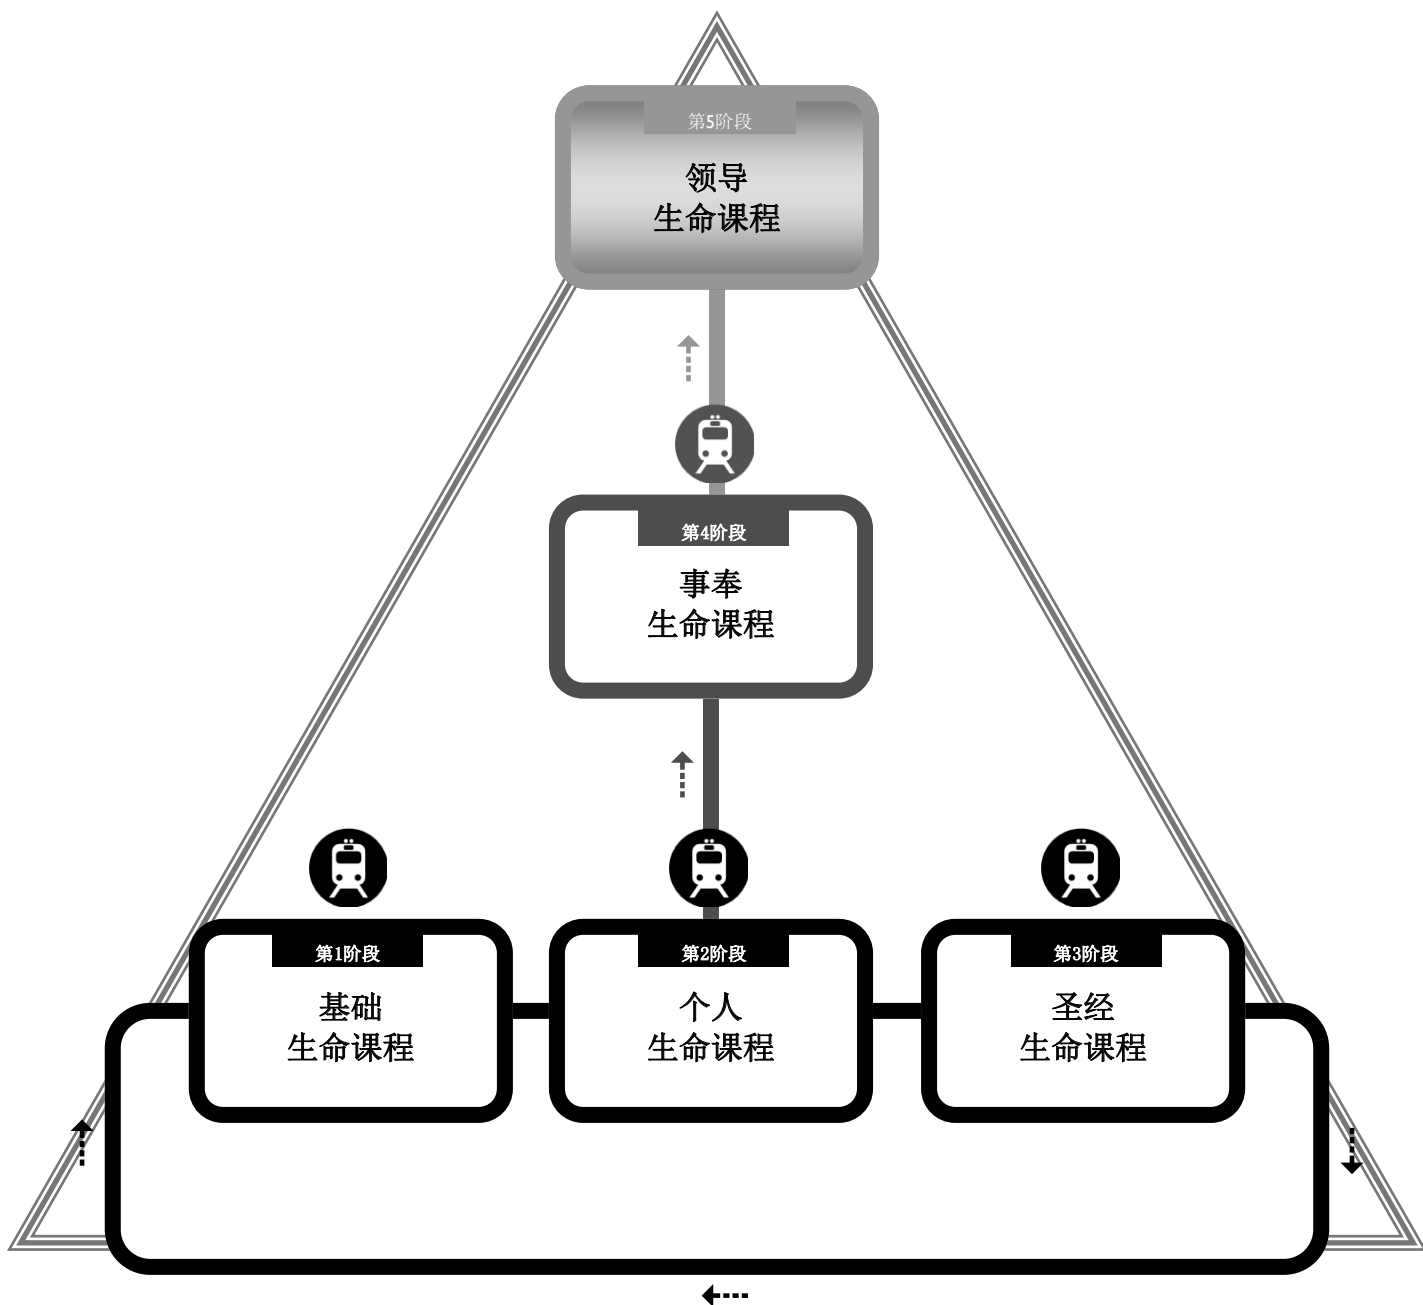 第5阶段
领导
生命课程
第4阶段
事奉
生命课程
第1阶段
基础
生命课程
第2阶段
个人
生命课程
第3阶段
圣经
生命课程